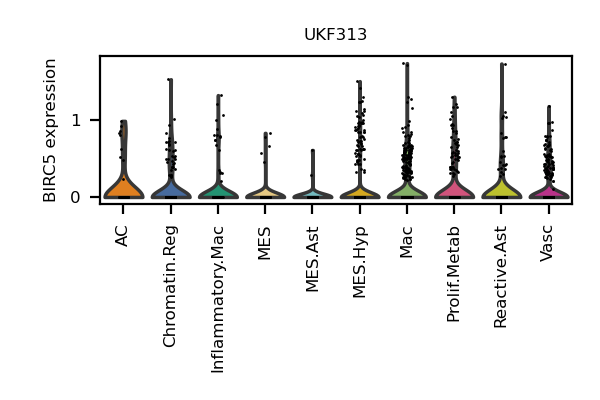 UKF313
BIRC5 expression
1
0
AC
Chromatin.Reg
Inflammatory.Mac
MES
MES.Ast
MES.Hyp
Mac
Prolif.Metab
Reactive.Ast
Vasc